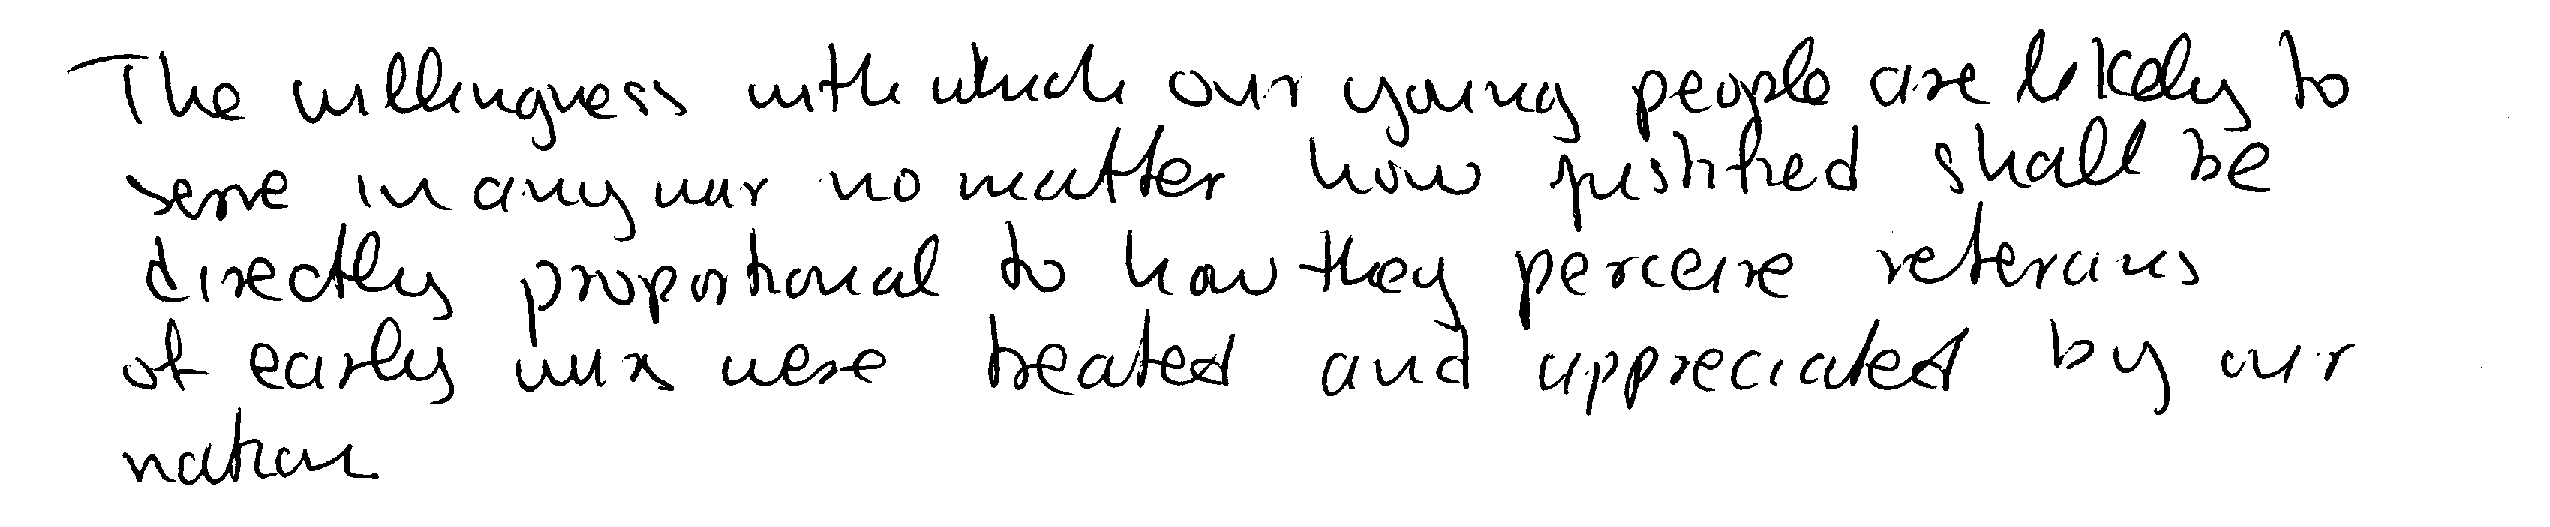 The willingness with which our young people are likely to
serve in any war no matter how justified shall be
directly proportional to how they perceive veterans
of early wars were treated and appreciated by our
nation